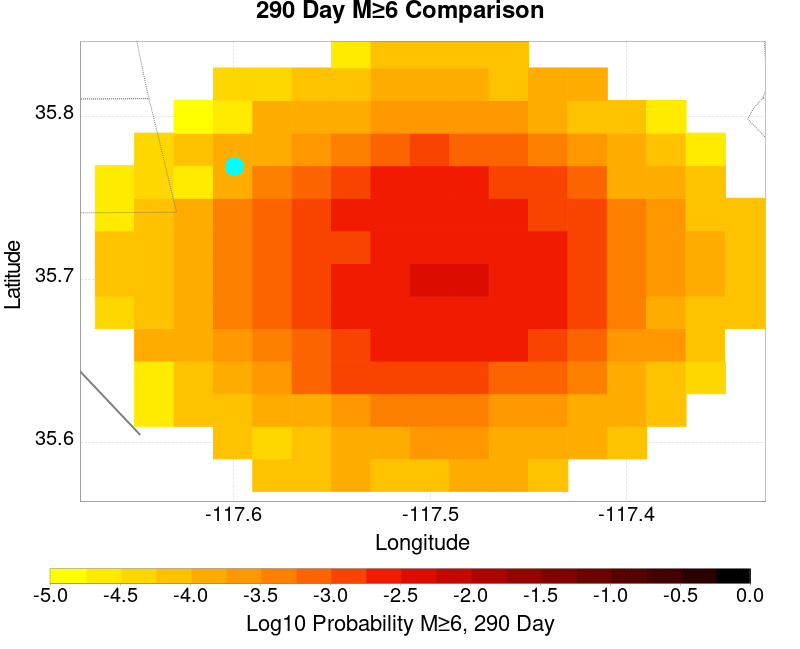 290 Day M≥6 Comparison
35.8
35.7
35.6
Latitude
-117.6 -117.5 -117.4
Longitude
-5.0 -4.5 -4.0 -3.5 -3.0 -2.5 -2.0 -1.5 -1.0 -0.5 0.0
Log10 Probability M≥6, 290 Day